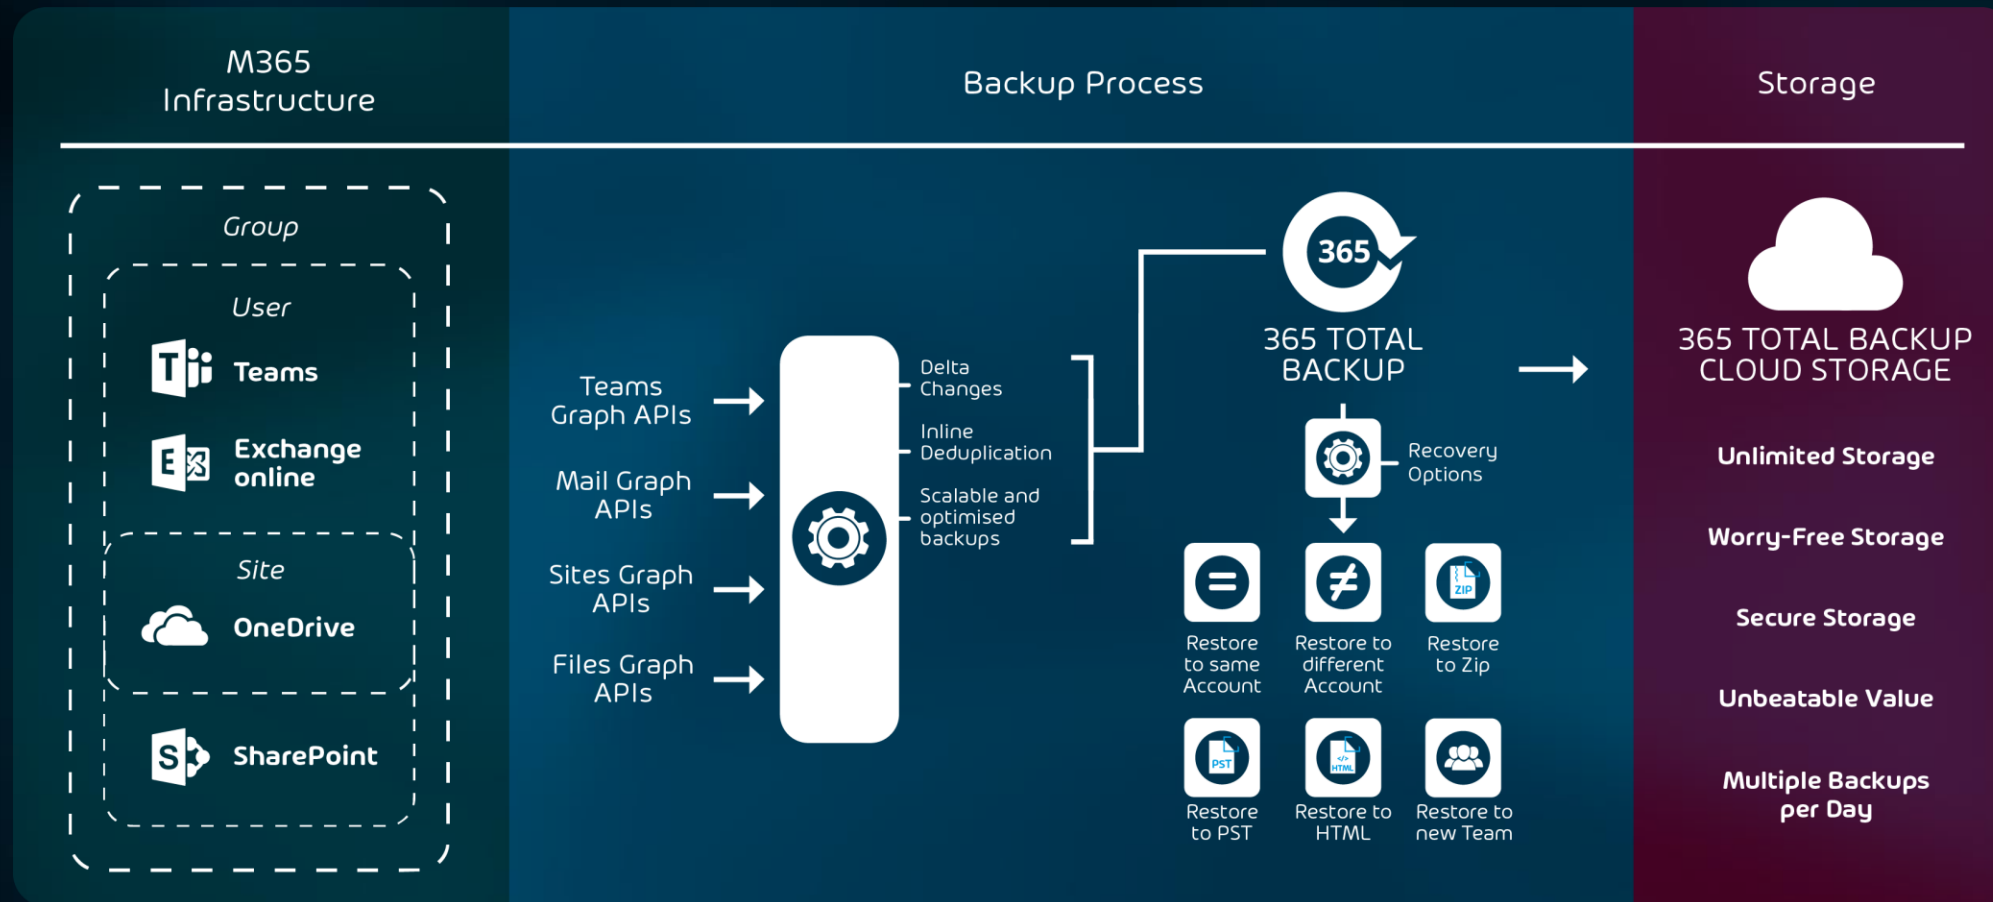 M365
Infrastructure
Backup Process
Storage
Group
User
T
Teams
E
Exchange
online
Site
OneDrive
S
SharePoint
Teams
Graph APIs
Mail Graph
APIs
Sites Graph
APIs
Files Graph
APIs
Delta
Changes
Inline
Deduplication
Scalable and
optimised
backups
365
365 TOTAL
BACKUP
Recovery
Options
=
Restore
to same
Account
≠
Restore to
different
Account
ZIP
Restore
to Zip
PST
Restore
to PST
</>
HTML
Restore to
HTML
Restore to
new Team
365 TOTAL BACKUP
CLOUD STORAGE
Unlimited Storage
Worry-Free Storage
Secure Storage
Unbeatable Value
Multiple Backups
per Day